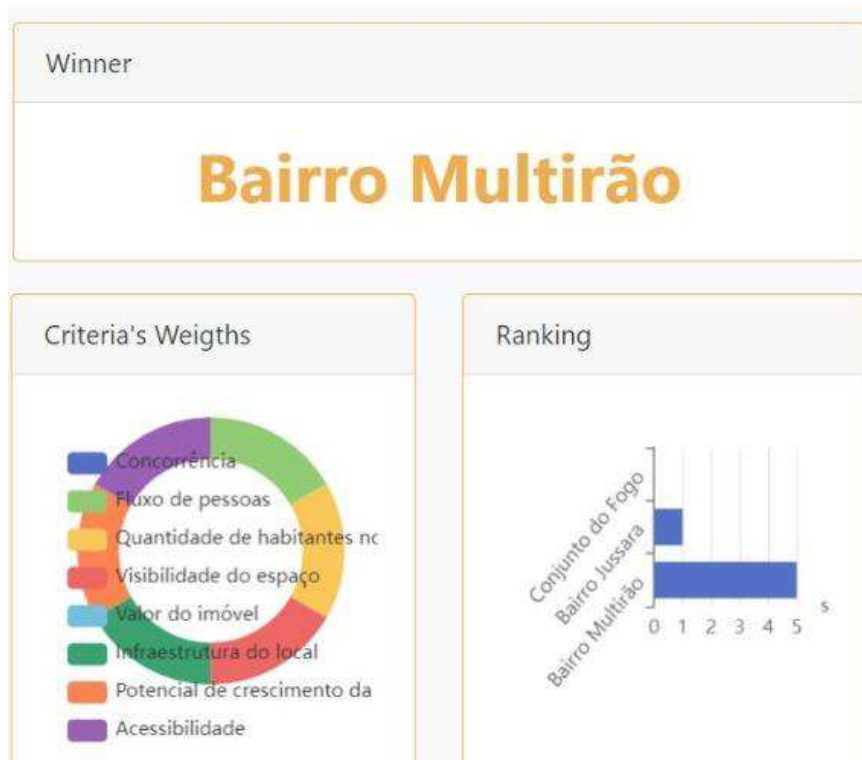 Winner
Bairro Multirão
Criteria's Weigths
Concorrência
Fluxo de pessoas
Quantidade de habitantes nc
Visibilidade do espaço
Valor do imóvel
Infraestrutura do local
Potencial de crescimento da
Acessibilidade
Ranking
Conjunto do Fogo
Bairro Jussara
Bairro Multirão
0 1 2 3 4 5
s